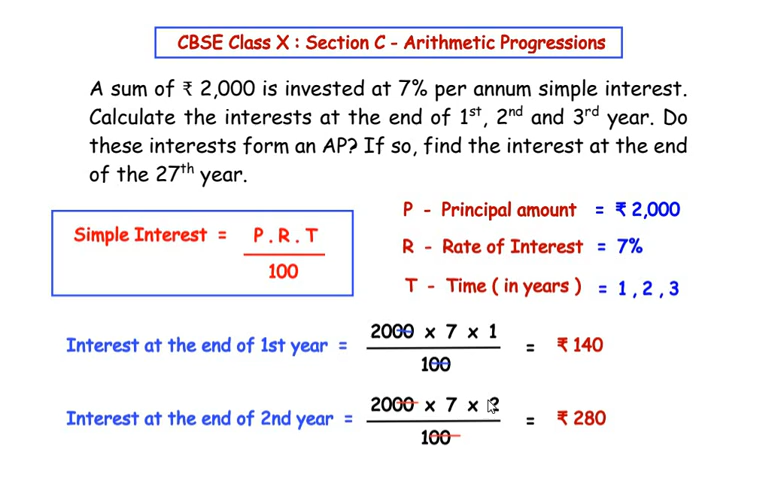 CBSE Class X : Section C - Arithmetic Progressions
A sum of ₹ 2,000 is invested at 7% per annum simple interest.
Calculate the interests at the end of 1st, 2nd and 3rd year. Do
these interests form an AP? If so, find the interest at the end
of the 27th year.
P - Principal amount = ₹ 2,000
Simple Interest = P . R . T
100
R - Rate of Interest = 7%
T - Time ( in years ) = 1 , 2 , 3
Interest at the end of 1st year = 2000 x 7 x 1
100
= ₹ 140
Interest at the end of 2nd year = 2000 x 7 x 2
100
= ₹ 280